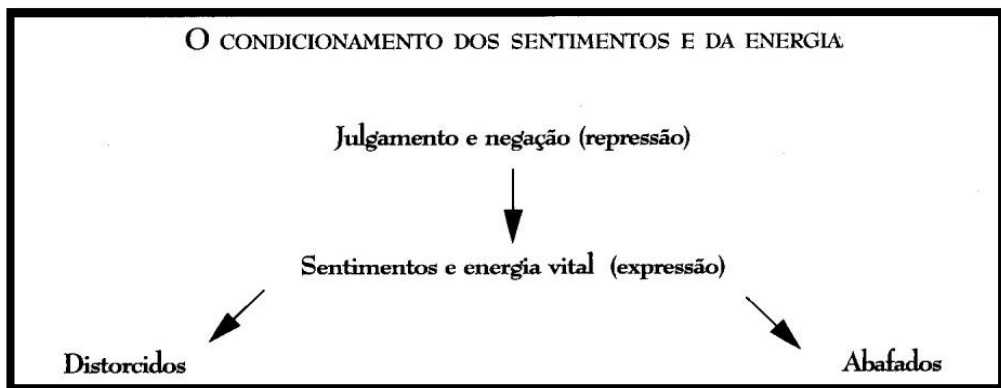 O CONDICIONAMENTO DOS SENTIMENTOS E DA ENERGIA
Julgamento e negação (repressão)
Sentimentos e energia vital (expressão)
Distorcidos
Abafados